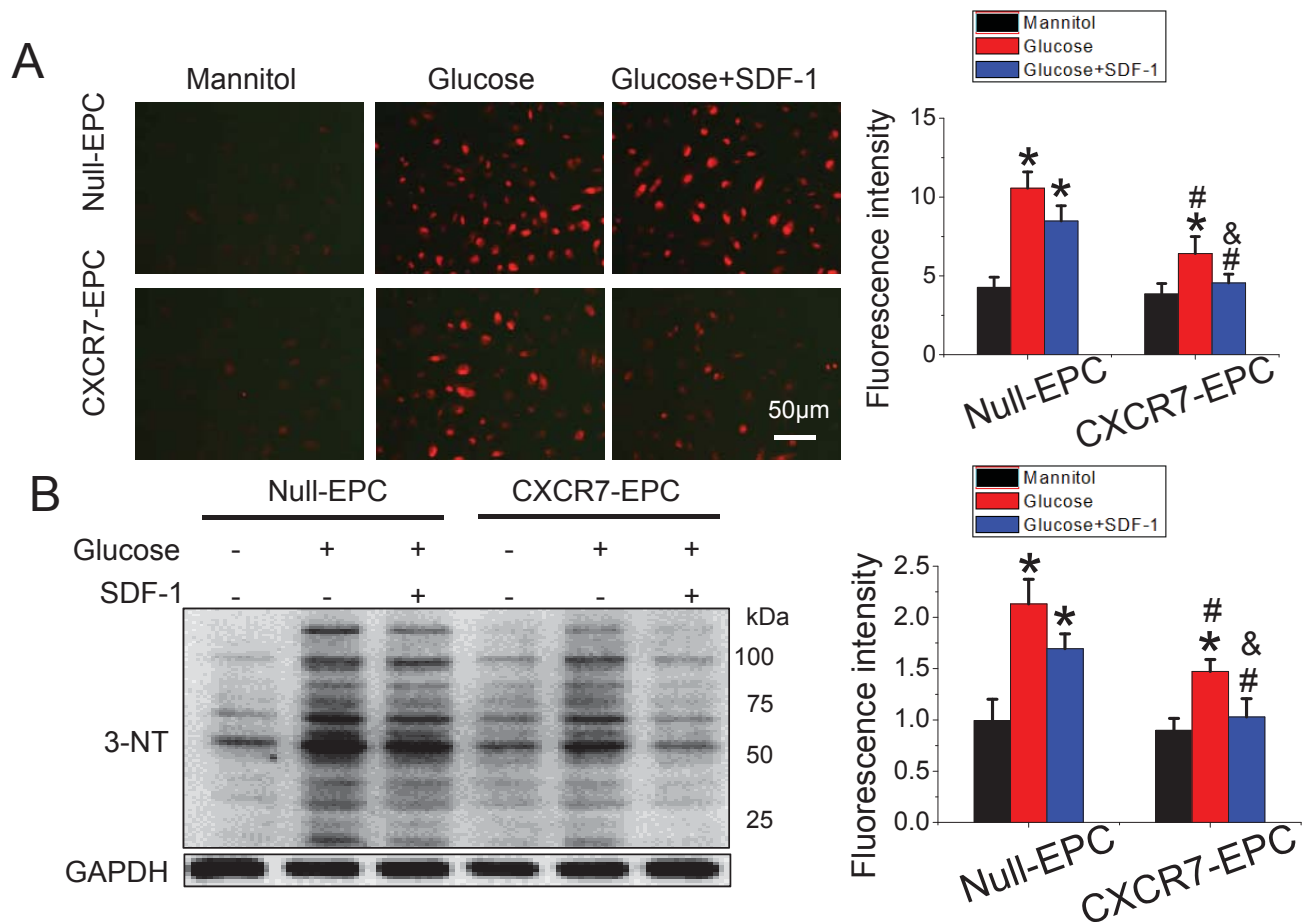 A
Mannitol
Glucose
Glucose+SDF-1
Null-EPC
CXCR7-EPC
50µm
Mannitol
Glucose
Glucose+SDF-1
Fluorescence intensity
15
10
5
0
*
*
#
*
&
#
Null-EPC
CXCR7-EPC
B
Null-EPC
CXCR7-EPC
Glucose - + + - + +
SDF-1 - - + - - +
kDa
100
75
3-NT
50
25
GAPDH
Mannitol
Glucose
Glucose+SDF-1
Fluorescence intensity
2.5
2.0
1.5
1.0
0.5
0.0
*
*
#
*
&
#
Null-EPC
CXCR7-EPC